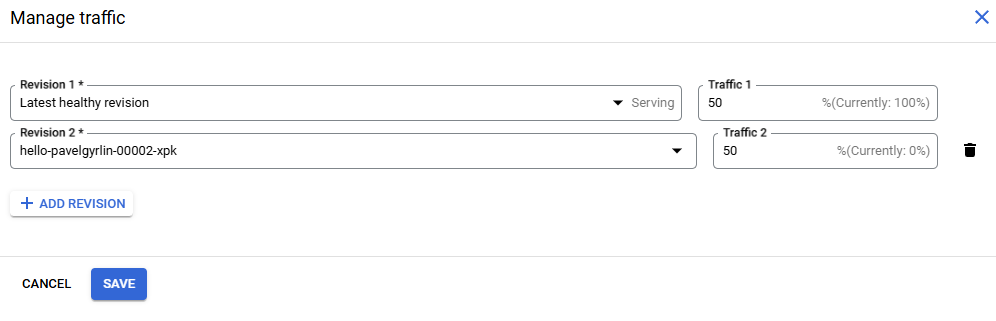 Manage traffic
Revision 1 *
Traffic 1
Latest healthy revision Serving
50 %(Currently: 100%)
Revision 2 *
Traffic 2
hello-pavelgyrlin-00002-xpk
50 %(Currently: 0%)
ADD REVISION
CANCEL SAVE